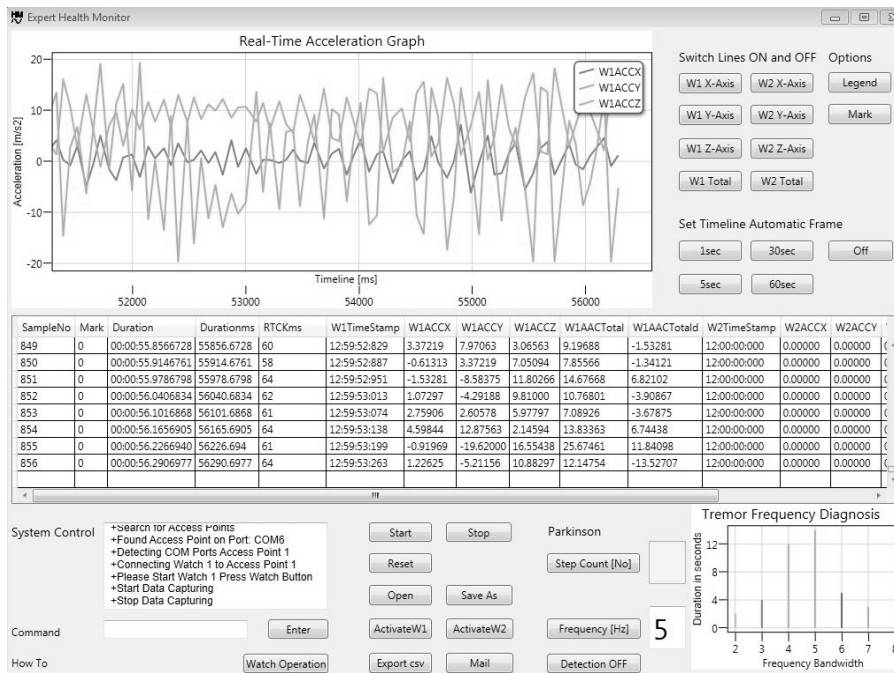 Expert Health Monitor
Real-Time Acceleration Graph
Acceleration [m/s2]
20
10
0
-10
-20
W1ACCX
W1ACCY
W1ACCZ
Timeline [ms]
52000 53000 54000 55000 56000
Switch Lines ON and OFF Options
W1 X-Axis W2 X-Axis Legend
W1 Y-Axis W2 Y-Axis Mark
W1 Z-Axis W2 Z-Axis
W1 Total W2 Total
Set Timeline Automatic Frame
1sec 30sec Off
5sec 60sec
SampleNo Mark Duration Durationms RTCKms W1TimeStamp W1ACCX W1ACCY W1ACCZ W1AACTotal W1AACTotald W2TimeStamp W2ACCX W2ACCY
849 0 00:00:55.8566728 55856.6728 60 12:59:52:829 3.37219 7.97063 3.06563 9.19688 -1.53281 12:00:00:000 0.00000 0.00000
850 0 00:00:55.9146761 55914.6761 58 12:59:52:887 -0.61313 3.37219 7.05094 7.85566 -1.34121 12:00:00:000 0.00000 0.00000
851 0 00:00:55.9786798 55978.6798 64 12:59:52:951 -1.53281 -8.58375 11.80266 14.67668 6.82102 12:00:00:000 0.00000 0.00000
852 0 00:00:56.0406834 56040.6834 62 12:59:53:013 1.07297 -4.29188 9.81000 10.76801 -3.90867 12:00:00:000 0.00000 0.00000
853 0 00:00:56.1016868 56101.6868 61 12:59:53:074 2.75906 2.60578 5.97797 7.08926 -3.67875 12:00:00:000 0.00000 0.00000
854 0 00:00:56.1656905 56165.6905 64 12:59:53:138 4.59844 12.87563 2.14594 13.83363 6.74438 12:00:00:000 0.00000 0.00000
855 0 00:00:56.2266940 56226.694 61 12:59:53:199 -0.91969 -19.62000 16.55438 25.67461 11.84098 12:00:00:000 0.00000 0.00000
856 0 00:00:56.2906977 56290.6977 64 12:59:53:263 1.22625 -5.21156 10.88297 12.14754 -13.52707 12:00:00:000 0.00000 0.00000
System Control
+Search for Access Points
+Found Access Point on Port: COM6
+Detecting COM Ports Access Point 1
+Connecting Watch 1 to Access Point 1
+Please Start Watch 1 Press Watch Button
+Start Data Capturing
+Stop Data Capturing
Command Enter
How To Watch Operation
Start Stop
Reset
Open Save As
ActivateW1 ActivateW2
Export csv Mail
Parkinson
Step Count [No]
Frequency [Hz] 5
Detection OFF
Tremor Frequency Diagnosis
Duration in seconds
12
8
4
0
2 3 4 5 6 7 8
Frequency Bandwidth